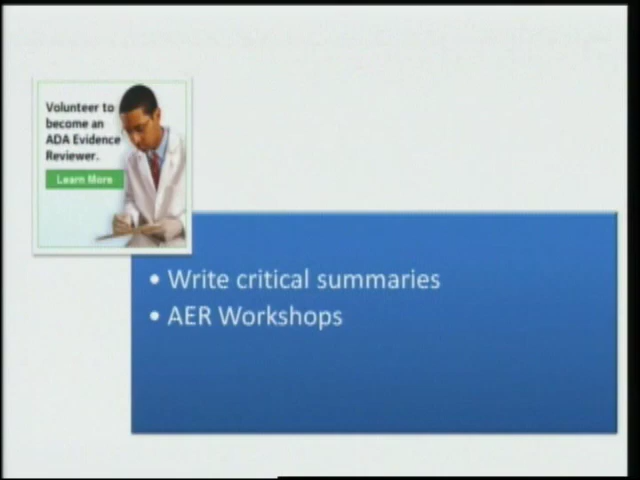 Volunteer to
become an
ADA Evidence
Reviewer.
Learn More
• Write critical summaries
• AER Workshops